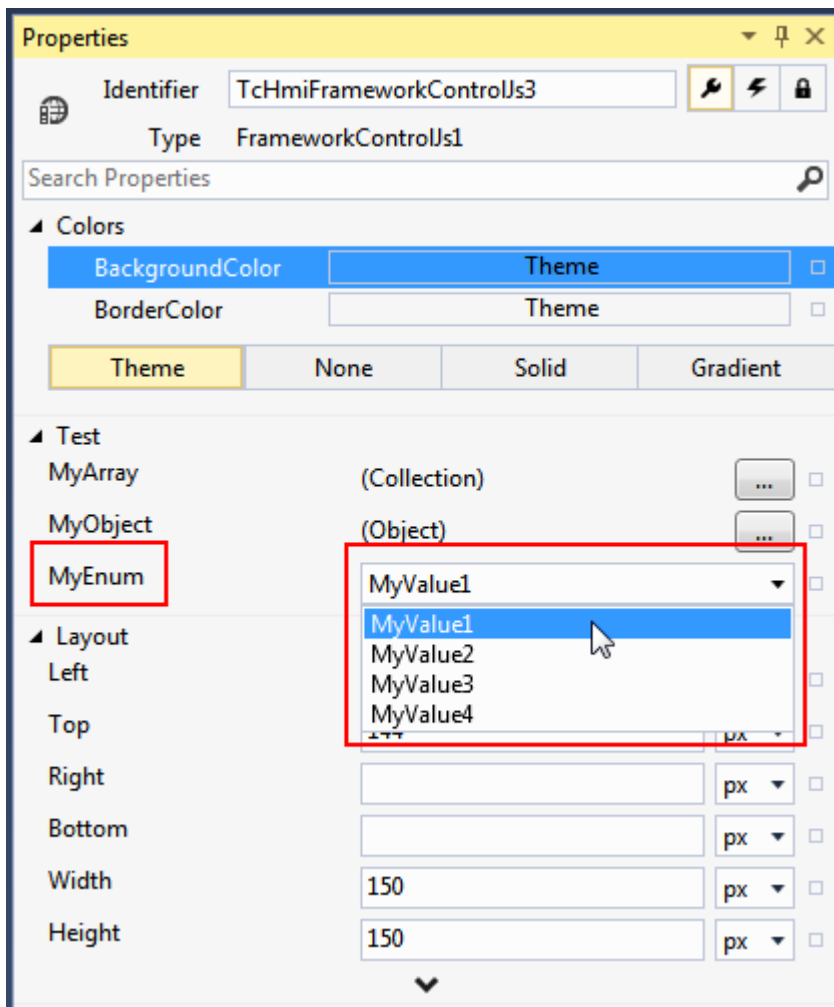 Properties
Identifier TcHmiFrameworkControlJs3
Type FrameworkControlJs1
Search Properties
Colors
BackgroundColor Theme
BorderColor Theme
Theme None Solid Gradient
Test
MyArray (Collection) ...
MyObject (Object) ...
MyEnum MyValue1
MyValue1
MyValue2
MyValue3
MyValue4
Layout
Left
Top 144 px
Right px
Bottom px
Width 150 px
Height 150 px